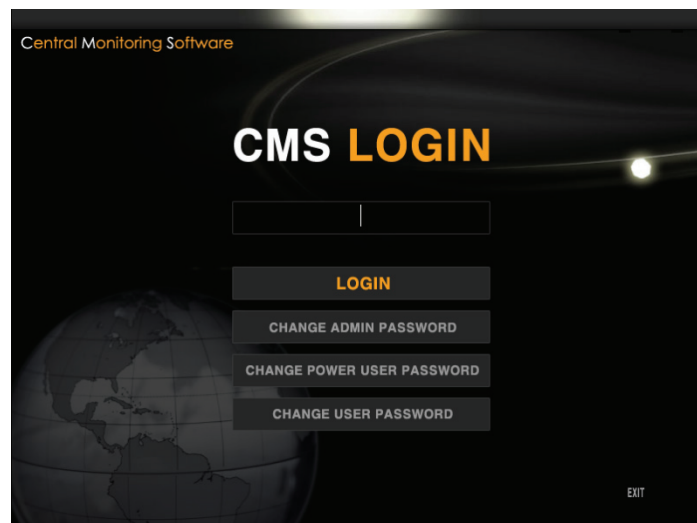 Central Monitoring Software
CMS LOGIN
LOGIN
CHANGE ADMIN PASSWORD
CHANGE POWER USER PASSWORD
CHANGE USER PASSWORD
EXIT